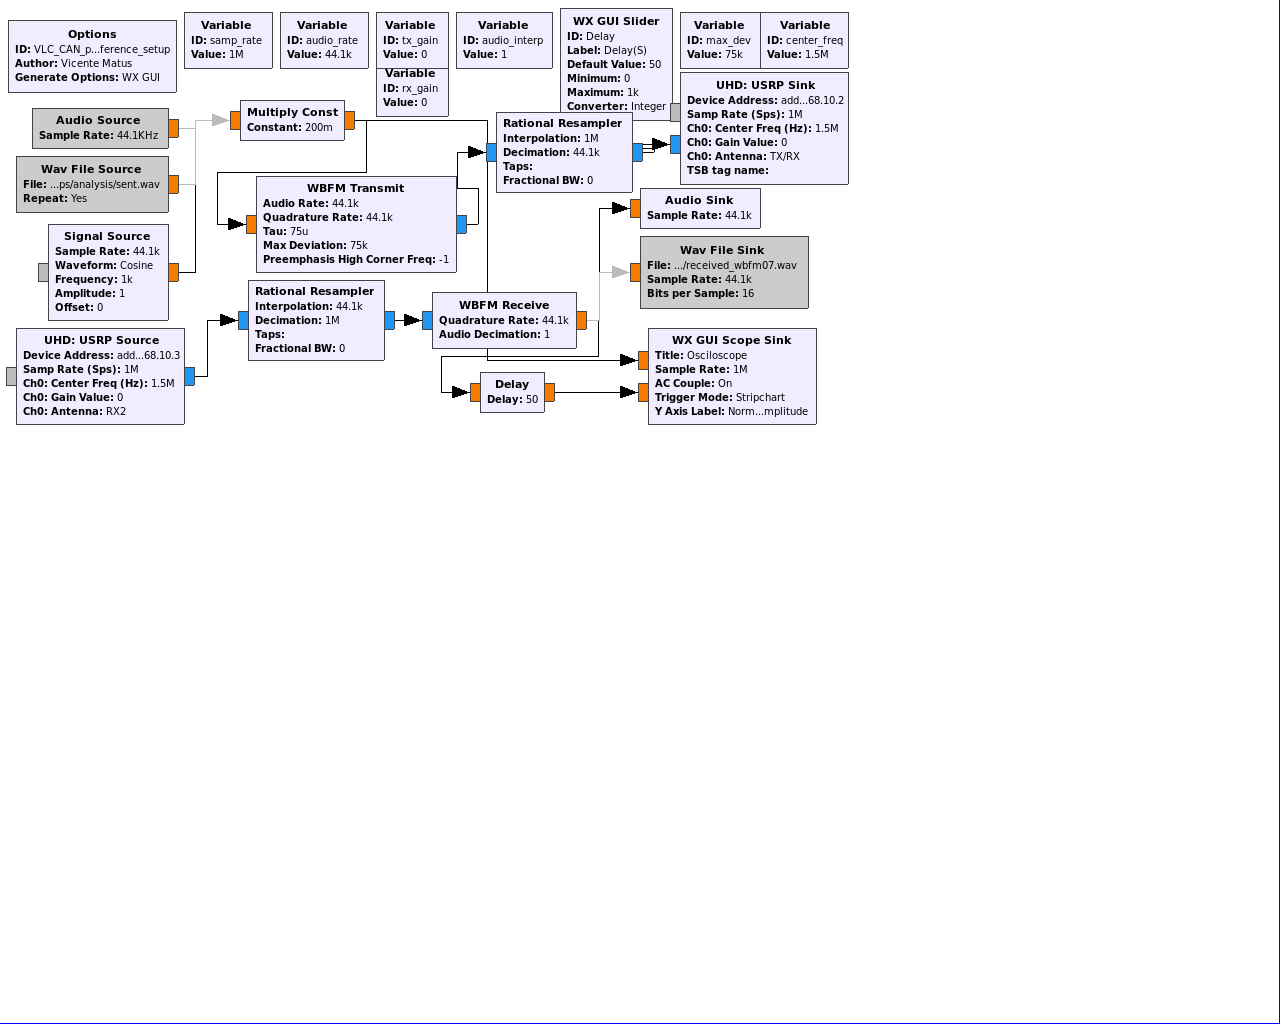 Options
ID: VLC_CAN_p...ference_setup
Author: Vicente Matus
Generate Options: WX GUI
Variable
ID: samp_rate
Value: 1M
Variable
ID: audio_rate
Value: 44.1k
Variable
ID: tx_gain
Value: 0
Variable
ID: rx_gain
Value: 0
Variable
ID: audio_interp
Value: 1
WX GUI Slider
ID: Delay
Label: Delay(S)
Default Value: 50
Minimum: 0
Maximum: 1k
Converter: Integer
Variable
ID: max_dev
Value: 75k
Variable
ID: center_freq
Value: 1.5M
UHD: USRP Sink
Device Address: add...68.10.2
Samp Rate (Sps): 1M
Ch0: Center Freq (Hz): 1.5M
Ch0: Gain Value: 0
Ch0: Antenna: TX/RX
TSB tag name:
Audio Source
Sample Rate: 44.1KHz
Multiply Const
Constant: 200m
Rational Resampler
Interpolation: 1M
Decimation: 44.1k
Taps:
Fractional BW: 0
Wav File Source
File: ...ps/analysis/sent.wav
Repeat: Yes
WBFM Transmit
Audio Rate: 44.1k
Quadrature Rate: 44.1k
Tau: 75u
Max Deviation: 75k
Preemphasis High Corner Freq: -1
Audio Sink
Sample Rate: 44.1k
Signal Source
Sample Rate: 44.1k
Waveform: Cosine
Frequency: 1k
Amplitude: 1
Offset: 0
Wav File Sink
File: .../received_wbfm07.wav
Sample Rate: 44.1k
Bits per Sample: 16
Rational Resampler
Interpolation: 44.1k
Decimation: 1M
Taps:
Fractional BW: 0
WBFM Receive
Quadrature Rate: 44.1k
Audio Decimation: 1
UHD: USRP Source
Device Address: add...68.10.3
Samp Rate (Sps): 1M
Ch0: Center Freq (Hz): 1.5M
Ch0: Gain Value: 0
Ch0: Antenna: RX2
Delay
Delay: 50
WX GUI Scope Sink
Title: Osciloscope
Sample Rate: 1M
AC Couple: On
Trigger Mode: Stripchart
Y Axis Label: Norm...mplitude